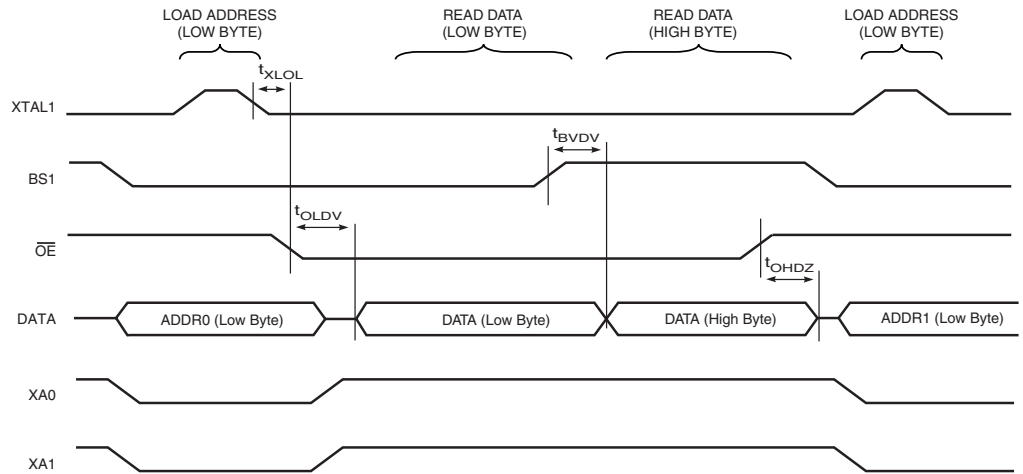 LOAD ADDRESS
(LOW BYTE)
READ DATA
(LOW BYTE)
READ DATA
(HIGH BYTE)
LOAD ADDRESS
(LOW BYTE)
tXLOL
XTAL1
tBVDV
BS1
tOLDV
OE
tOHDZ
DATA
ADDR0 (Low Byte)
DATA (Low Byte)
DATA (High Byte)
ADDR1 (Low Byte)
XA0
XA1